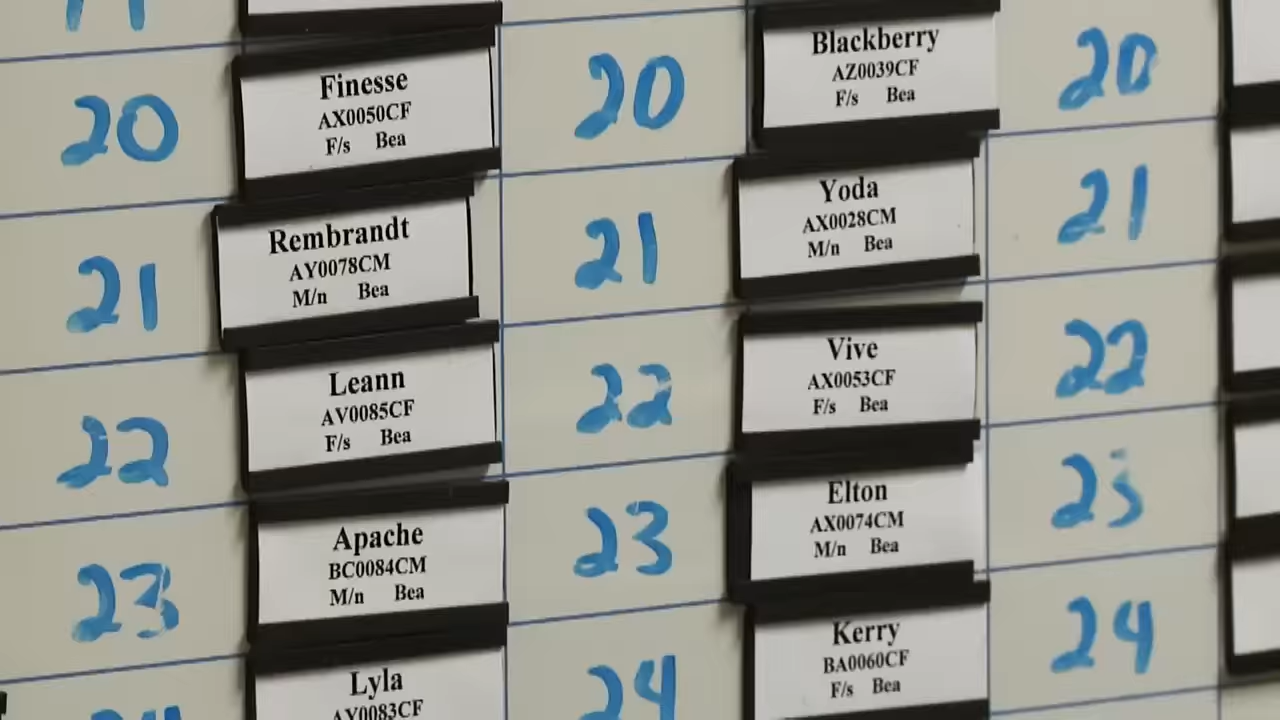 20
Finesse
AX0050CF
F/s Bea
20
Blackberry
AZ0039CF
F/s Bea
20
21
Rembrandt
AY0078CM
M/n Bea
21
Yoda
AX0028CM
M/n Bea
21
22
Leann
AV0085CF
F/s Bea
22
Vive
AX0053CF
F/s Bea
22
23
Apache
BC0084CM
M/n Bea
23
Elton
AX0074CM
M/n Bea
23
Lyla
AY0083CF
24
Kerry
BA0060CF
F/s Bea
24